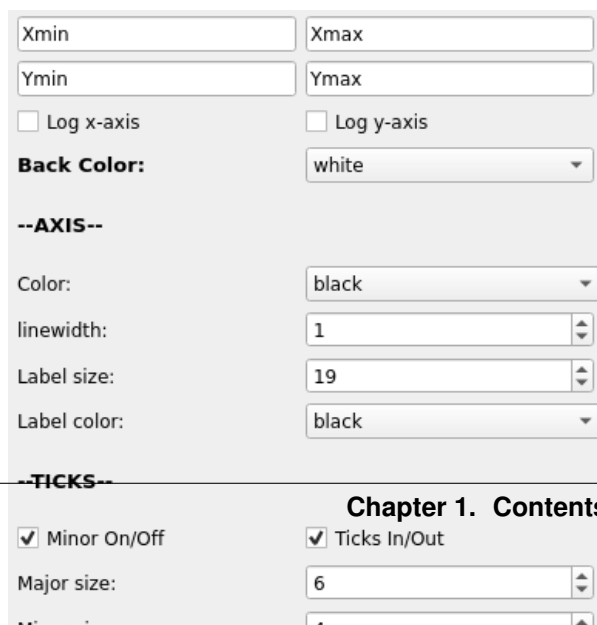 Xmin Xmax
Ymin Ymax
Log x-axis Log y-axis
Back Color: white
--AXIS--
Color: black
linewidth: 1
Label size: 19
Label color: black
--TICKS--
Chapter 1. Contents
Minor On/Off Ticks In/Out
Major size: 6